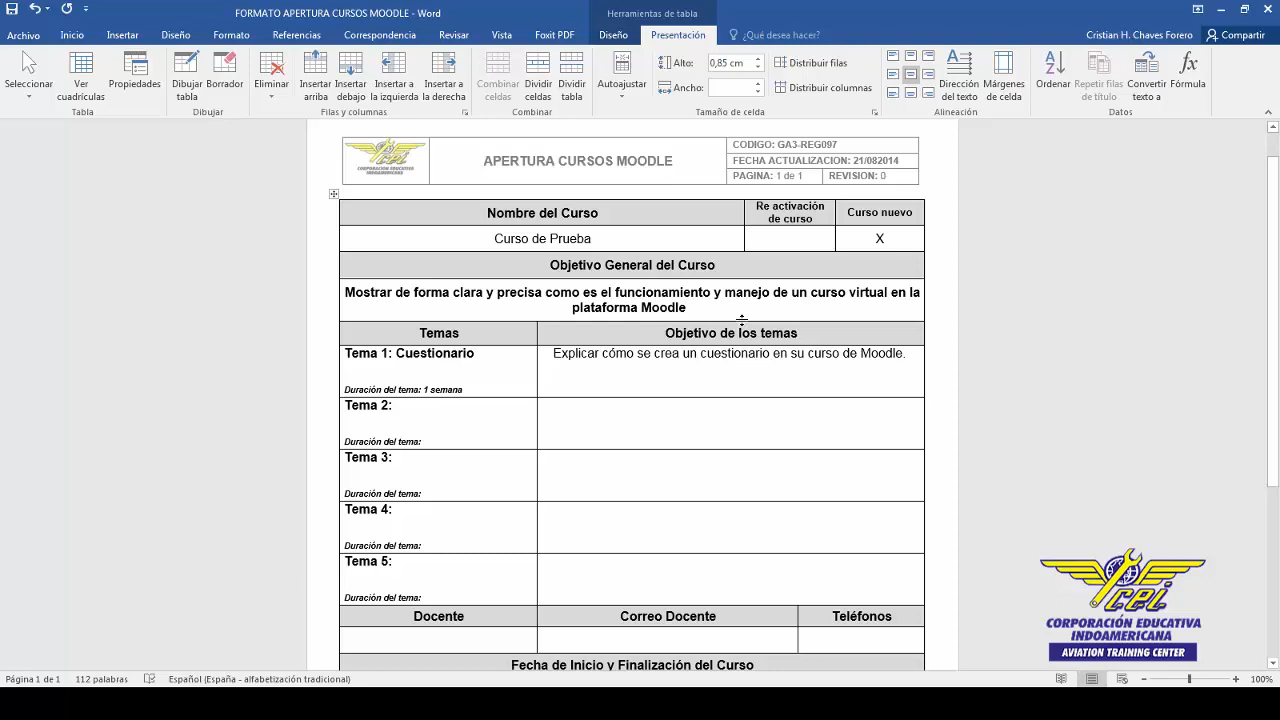 FORMATO APERTURA CURSOS MOODLE - Word
Herramientas de tabla
Archivo Inicio Insertar Diseño Formato Referencias Correspondencia Revisar Vista Foxit PDF Diseño Presentación ¿Qué desea hacer? Cristian H. Chaves Forero Compartir
Seleccionar
Ver cuadrículas
Propiedades
Tabla
Dibujar tabla
Borrador
Dibujar
Eliminar
Insertar arriba
Insertar debajo
Insertar a la izquierda
Insertar a la derecha
Filas y columnas
Combinar celdas
Dividir celdas
Dividir tabla
Combinar
Autoajustar
Alto: 0,85 cm
Ancho:
Distribuir filas
Distribuir columnas
Tamaño de celda
Dirección del texto
Márgenes de celda
Alineación
Ordenar
Repetir filas de título
Convertir texto a
Fórmula
Datos
cei
CORPORACIÓN EDUCATIVA
INDOAMERICANA
APERTURA CURSOS MOODLE
CODIGO: GA3-REG097
FECHA ACTUALIZACION: 21/082014
PAGINA: 1 de 1 REVISION: 0
Nombre del Curso
Re activación de curso
Curso nuevo
Curso de Prueba X
Objetivo General del Curso
Mostrar de forma clara y precisa como es el funcionamiento y manejo de un curso virtual en la
plataforma Moodle
Temas Objetivo de los temas
Tema 1: Cuestionario Explicar cómo se crea un cuestionario en su curso de Moodle.
Duración del tema: 1 semana
Tema 2:
Duración del tema:
Tema 3:
Duración del tema:
Tema 4:
Duración del tema:
Tema 5:
Duración del tema:
Docente Correo Docente Teléfonos
Fecha de Inicio y Finalización del Curso
cei
CORPORACIÓN EDUCATIVA
INDOAMERICANA
AVIATION TRAINING CENTER
Página 1 de 1 112 palabras Español (España - alfabetización tradicional) 100%